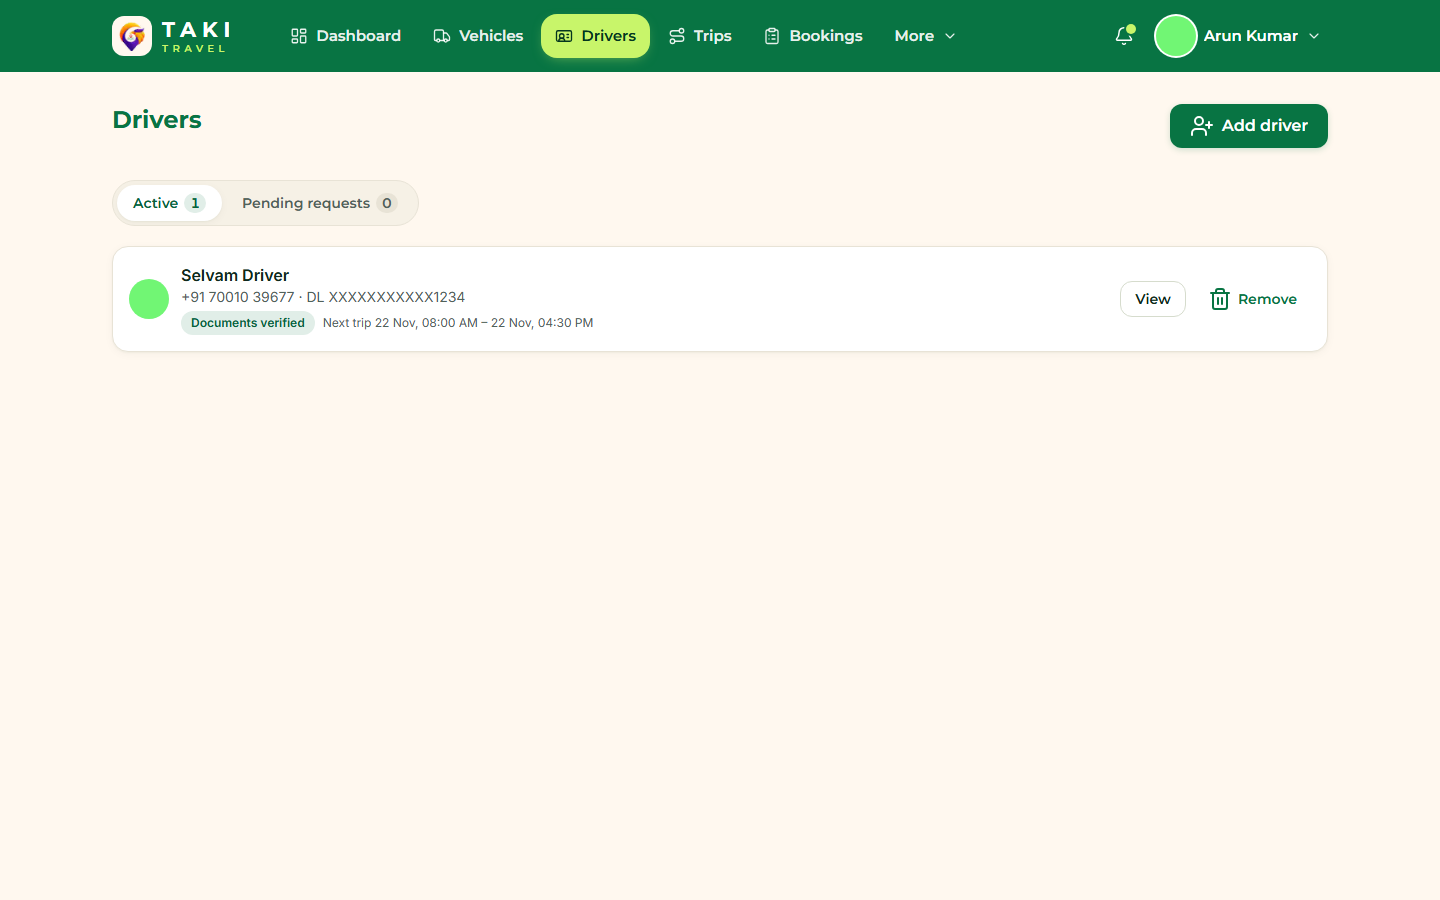 TAKI
TRAVEL
Dashboard
Vehicles
Drivers
Trips
Bookings
More
Arun Kumar
Drivers
Add driver
Active 1
Pending requests 0
Selvam Driver
+91 70010 39677 · DL XXXXXXXXXXX1234
Documents verified
Next trip 22 Nov, 08:00 AM – 22 Nov, 04:30 PM
View
Remove